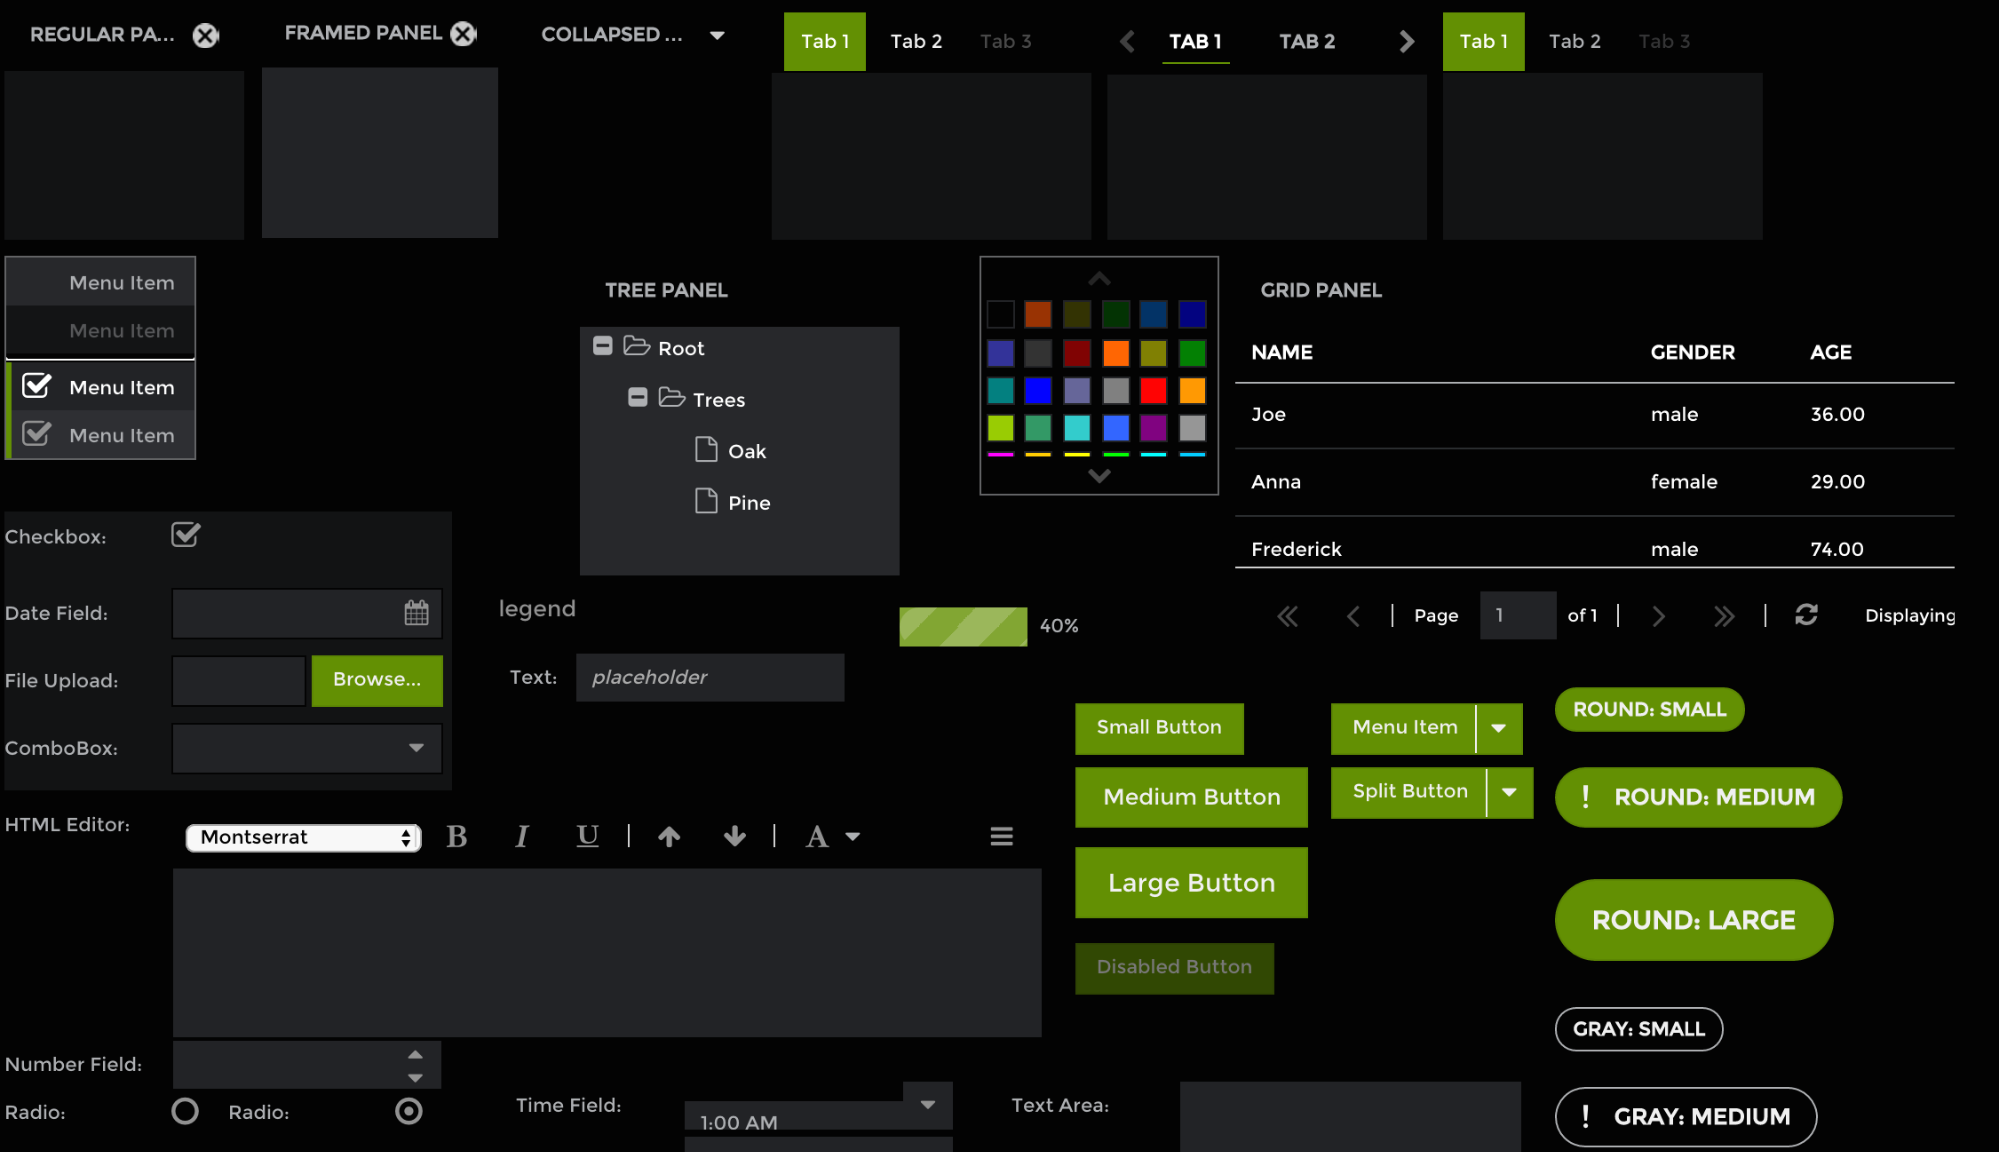 REGULAR PA...
FRAMED PANEL
COLLAPSED ...
Tab 1 Tab 2 Tab 3
TAB 1 TAB 2
Tab 1 Tab 2 Tab 3
Menu Item
Menu Item
Menu Item
Menu Item
TREE PANEL
Root
Trees
Oak
Pine
GRID PANEL
NAME GENDER AGE
Joe male 36.00
Anna female 29.00
Frederick male 74.00
Page 1 of 1 Displaying
Checkbox:
Date Field:
File Upload: Browse...
ComboBox:
legend
Text: placeholder
40%
HTML Editor: Montserrat B I U A
Small Button
Medium Button
Large Button
Disabled Button
Menu Item
Split Button
ROUND: SMALL
! ROUND: MEDIUM
ROUND: LARGE
GRAY: SMALL
! GRAY: MEDIUM
Number Field:
Radio: Radio:
Time Field: 1:00 AM
Text Area: